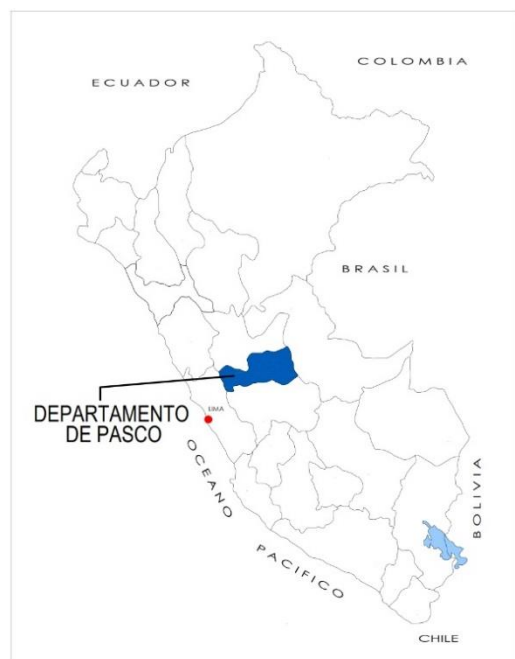 COLOMBIA
ECUADOR
BRASIL
DEPARTAMENTO
DE PASCO
LIMA
OCEANO
PACIFICO
BOLIVIA
CHILE